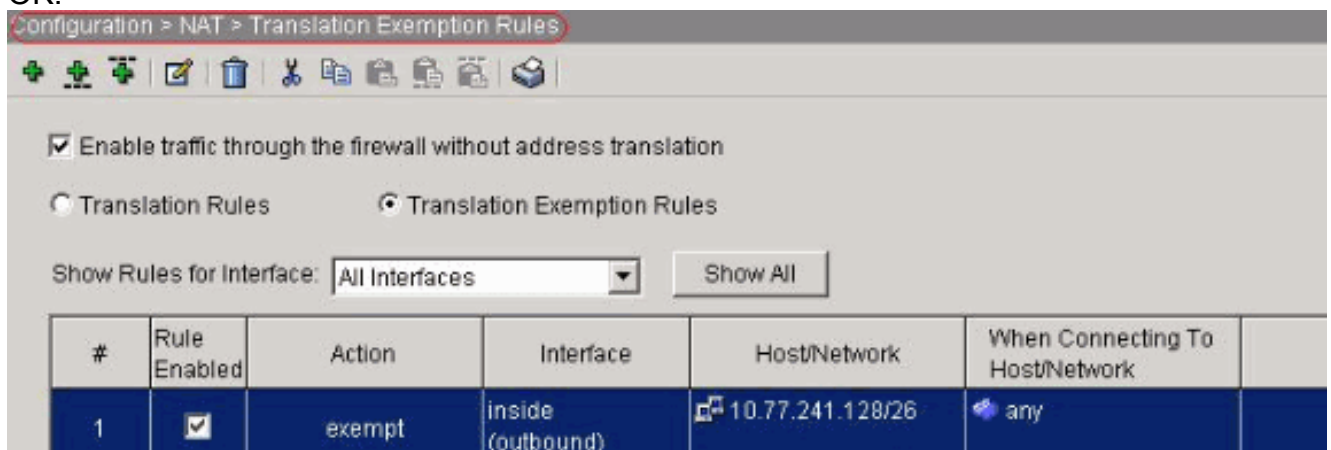 OK.
Configuration > NAT > Translation Exemption Rules
Enable traffic through the firewall without address translation
Translation Rules Translation Exemption Rules
Show Rules for Interface: All Interfaces Show All
# Rule Enabled Action Interface Host/Network When Connecting To Host/Network
1 exempt inside (outbound) 10.77.241.128/26 any